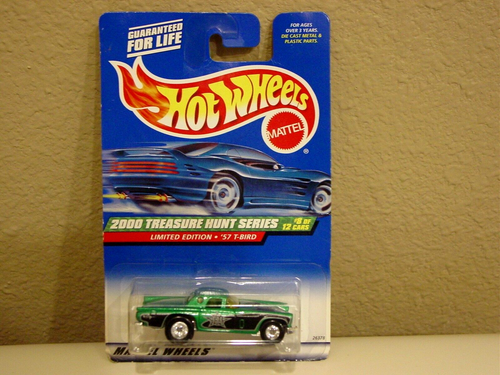 GUARANTEED
FOR LIFE
FOR AGES
OVER 3 YEARS.
DIE CAST METAL &
PLASTIC PARTS.
HOT WHEELS
MATTEL
®
2000 TREASURE HUNT SERIES
#8 OF
12 CARS
LIMITED EDITION • '57 T-BIRD
WHEELS